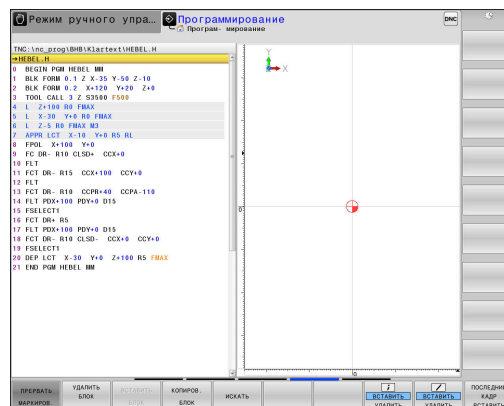 Режим ручного упра...
Программирование
Програм- мирование
DNC
TNC:\nc_prog\BHB\Klartext\HEBEL.H
→HEBEL.H
0 BEGIN PGM HEBEL MM
1 BLK FORM 0.1 Z X-35 Y-50 Z-10
2 BLK FORM 0.2 X+120 Y+20 Z+0
3 TOOL CALL 3 Z S3500 F500
4 L Z+100 R0 FMAX
5 L X-30 Y+0 R0 FMAX
6 L Z-5 R0 FMAX M3
7 APPR LCT X-10 Y+0 R5 RL
8 FPOL X+100 Y+0
9 FC DR- R10 CLSD+ CCX+0
10 FLT
11 FCT DR- R15 CCX+100 CCY+0
12 FLT
13 FCT DR- R10 CCPR+40 CCPA-110
14 FLT PDX+100 PDY+0 D15
15 FSELECT1
16 FCT DR+ R5
17 FLT PDX+100 PDY+0 D15
18 FCT DR- R10 CLSD- CCX+0 CCY+0
19 FSELECT1
20 DEP LCT X-30 Y+0 Z+100 R5 FMAX
21 END PGM HEBEL MM
Y
X
0
0
ПРЕРВАТЬ
МАРКИРОВ.
УДАЛИТЬ
БЛОК
ВСТАВИТЬ
БЛОК
КОПИРОВ.
БЛОК
ИСКАТЬ
ВСТАВИТЬ
УДАЛИТЬ
ВСТАВИТЬ
УДАЛИТЬ
ПОСЛЕДНИЙ
КАДР
ВСТАВИТЬ